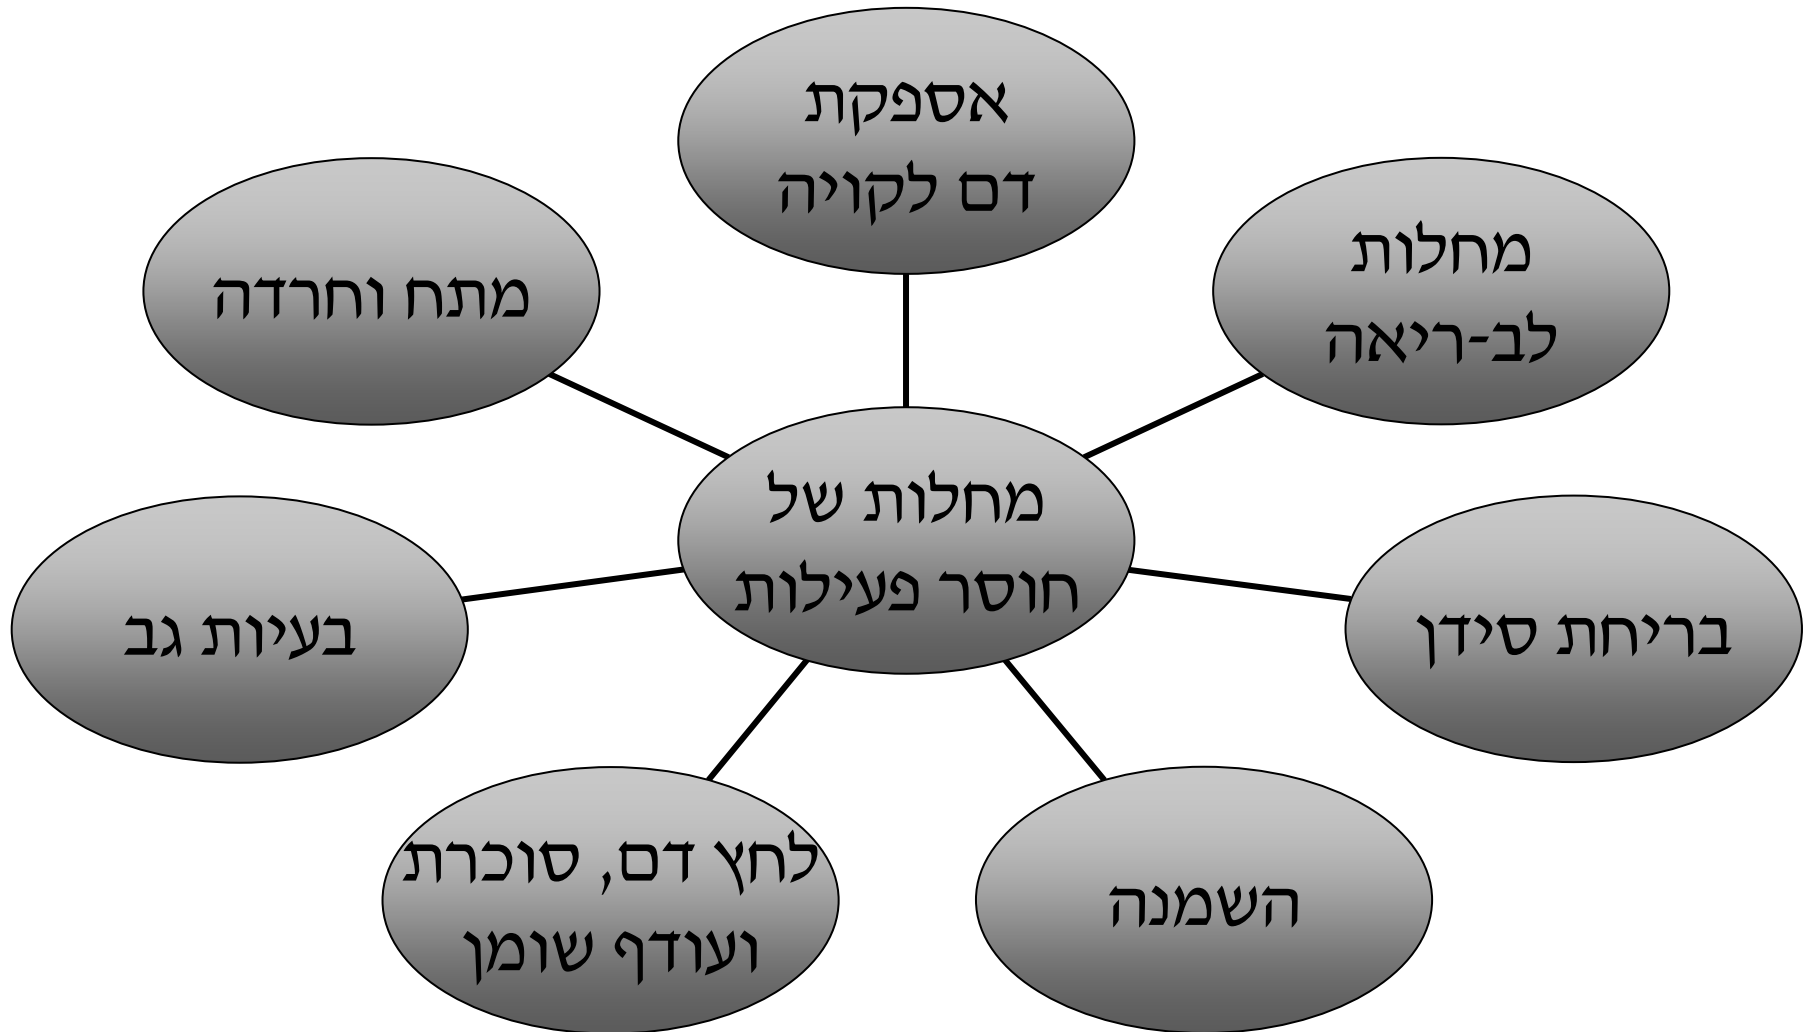 אספקת
דם לקויה
מחלות
לב-ריאה
מתח וחרדה
מחלות של
חוסר פעילות
בריחת סידן
בעיות גב
לחץ דם, סוכרת
ועודף שומן
השמנה